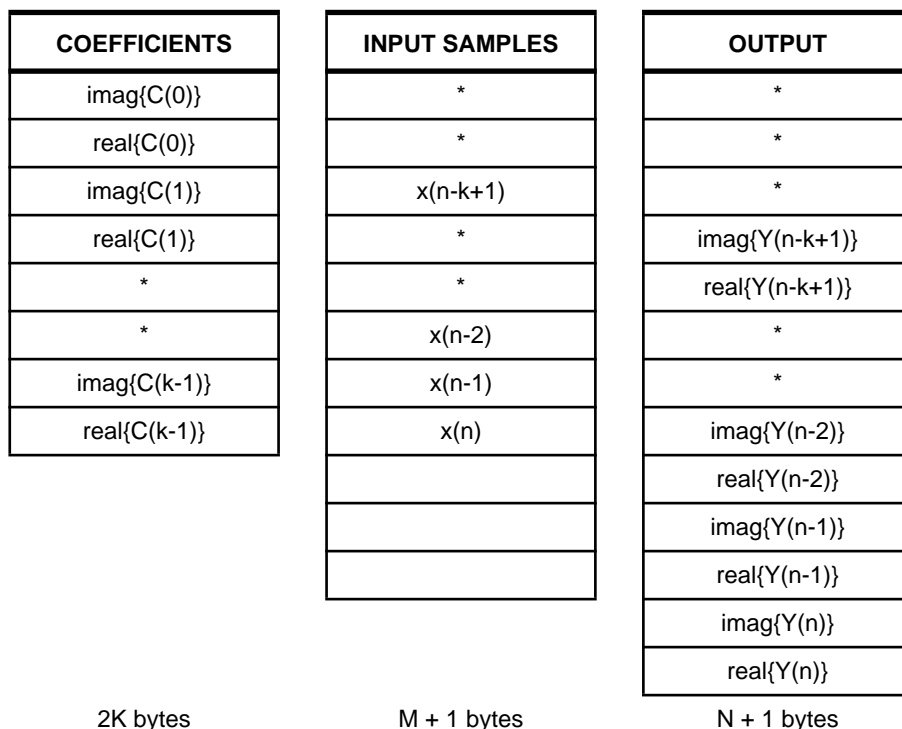 COEFFICIENTS INPUT SAMPLES OUTPUT
imag{C(0)} * *
real{C(0)} * *
imag{C(1)} x(n-k+1) *
real{C(1)} * imag{Y(n-k+1)}
* * real{Y(n-k+1)}
* x(n-2) *
imag{C(k-1)} x(n-1) *
real{C(k-1)} x(n) imag{Y(n-2)}
real{Y(n-2)}
imag{Y(n-1)}
real{Y(n-1)}
imag{Y(n)}
real{Y(n)}
2K bytes M + 1 bytes N + 1 bytes